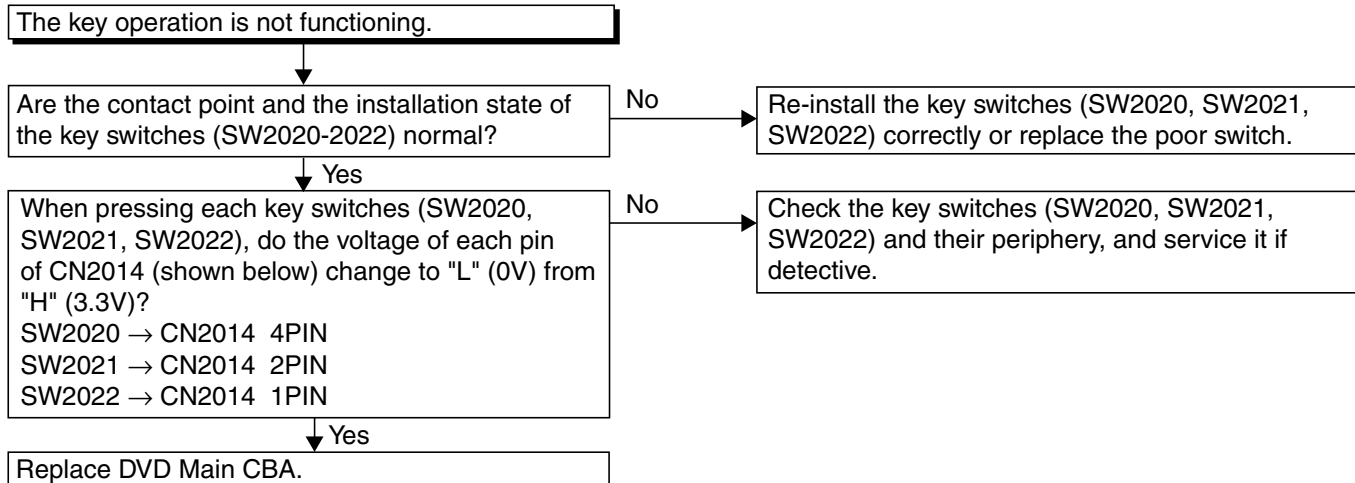 The key operation is not functioning.
Are the contact point and the installation state of
the key switches (SW2020-2022) normal?
No
Re-install the key switches (SW2020, SW2021,
SW2022) correctly or replace the poor switch.
Yes
When pressing each key switches (SW2020,
SW2021, SW2022), do the voltage of each pin
of CN2014 (shown below) change to "L" (0V) from
"H" (3.3V)?
SW2020 → CN2014  4PIN
SW2021 → CN2014  2PIN
SW2022 → CN2014  1PIN
No
Check the key switches (SW2020, SW2021,
SW2022) and their periphery, and service it if
detective.
Yes
Replace DVD Main CBA.